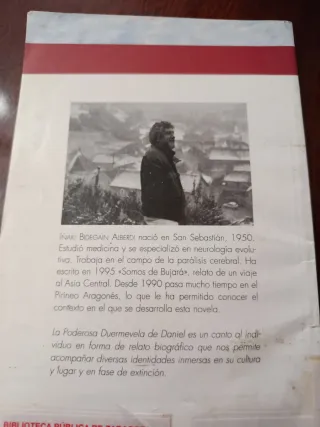 IÑAKI BIDEGAIN ALBERDI nació en San Sebastián, 1950.
Estudió medicina y se especializó en neurología evolu-
tiva. Trabaja en el campo de la parálisis cerebral. Ha
escrito en 1995 «Somos de Bujará», relato de un viaje
al Asia Central. Desde 1990 pasa mucho tiempo en el
Pirineo Aragonés, lo que le ha permitido conocer el
contexto en el que se desarrolla esta novela.
La Poderosa Duermevela de Daniel es un canto al indi-
viduo en forma de relato biográfico que nos permite
acompañar diversas identidades inmersas en su cultura
y lugar y en fase de extinción.
BIBLIOTECA PÚBLICA DE